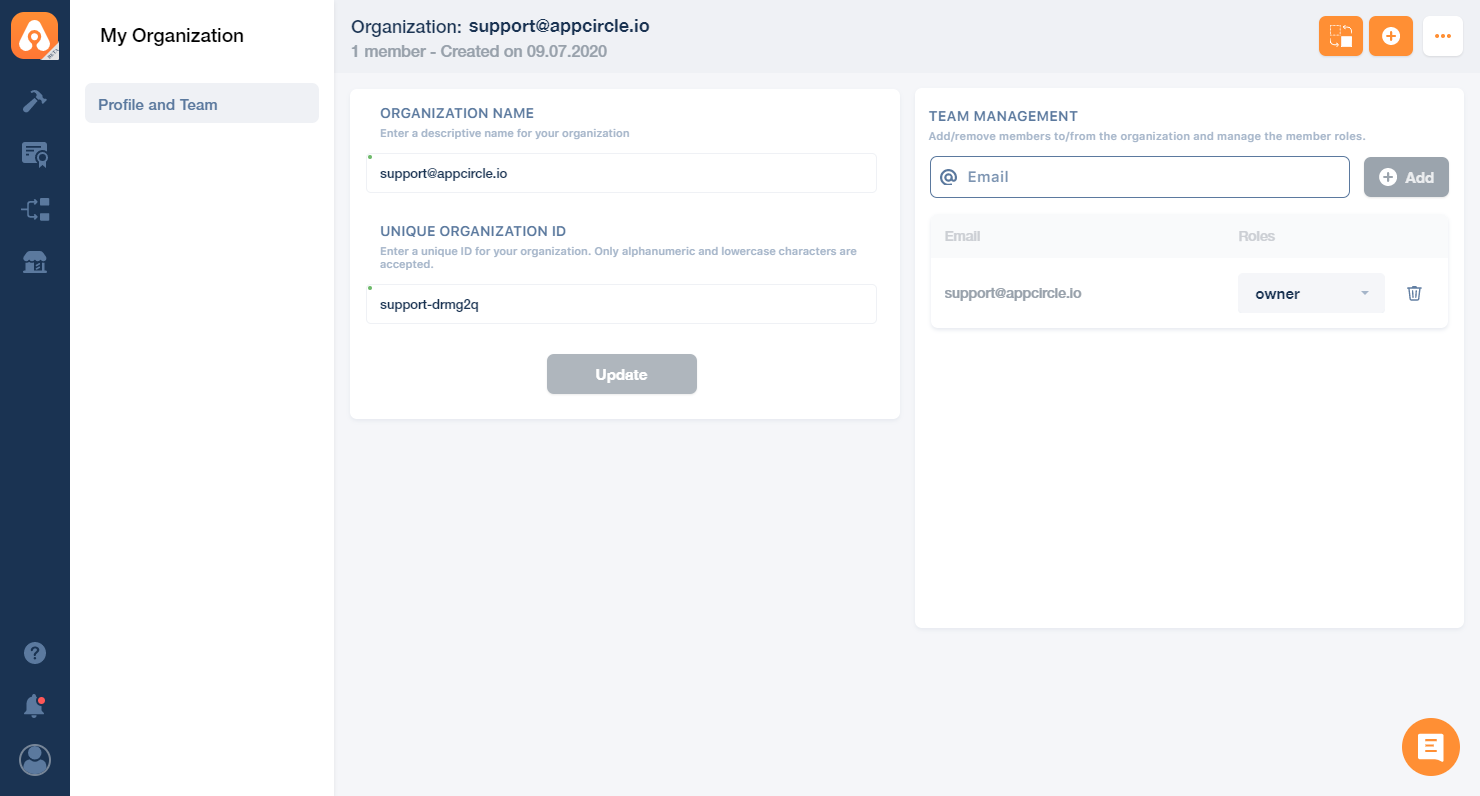 My Organization
Profile and Team
Organization: support@appcircle.io
1 member - Created on 09.07.2020
ORGANIZATION NAME
Enter a descriptive name for your organization
support@appcircle.io
UNIQUE ORGANIZATION ID
Enter a unique ID for your organization. Only alphanumeric and lowercase characters are
accepted.
support-drmg2q
Update
TEAM MANAGEMENT
Add/remove members to/from the organization and manage the member roles.
@ Email
Add
Email Roles
support@appcircle.io owner
BETA